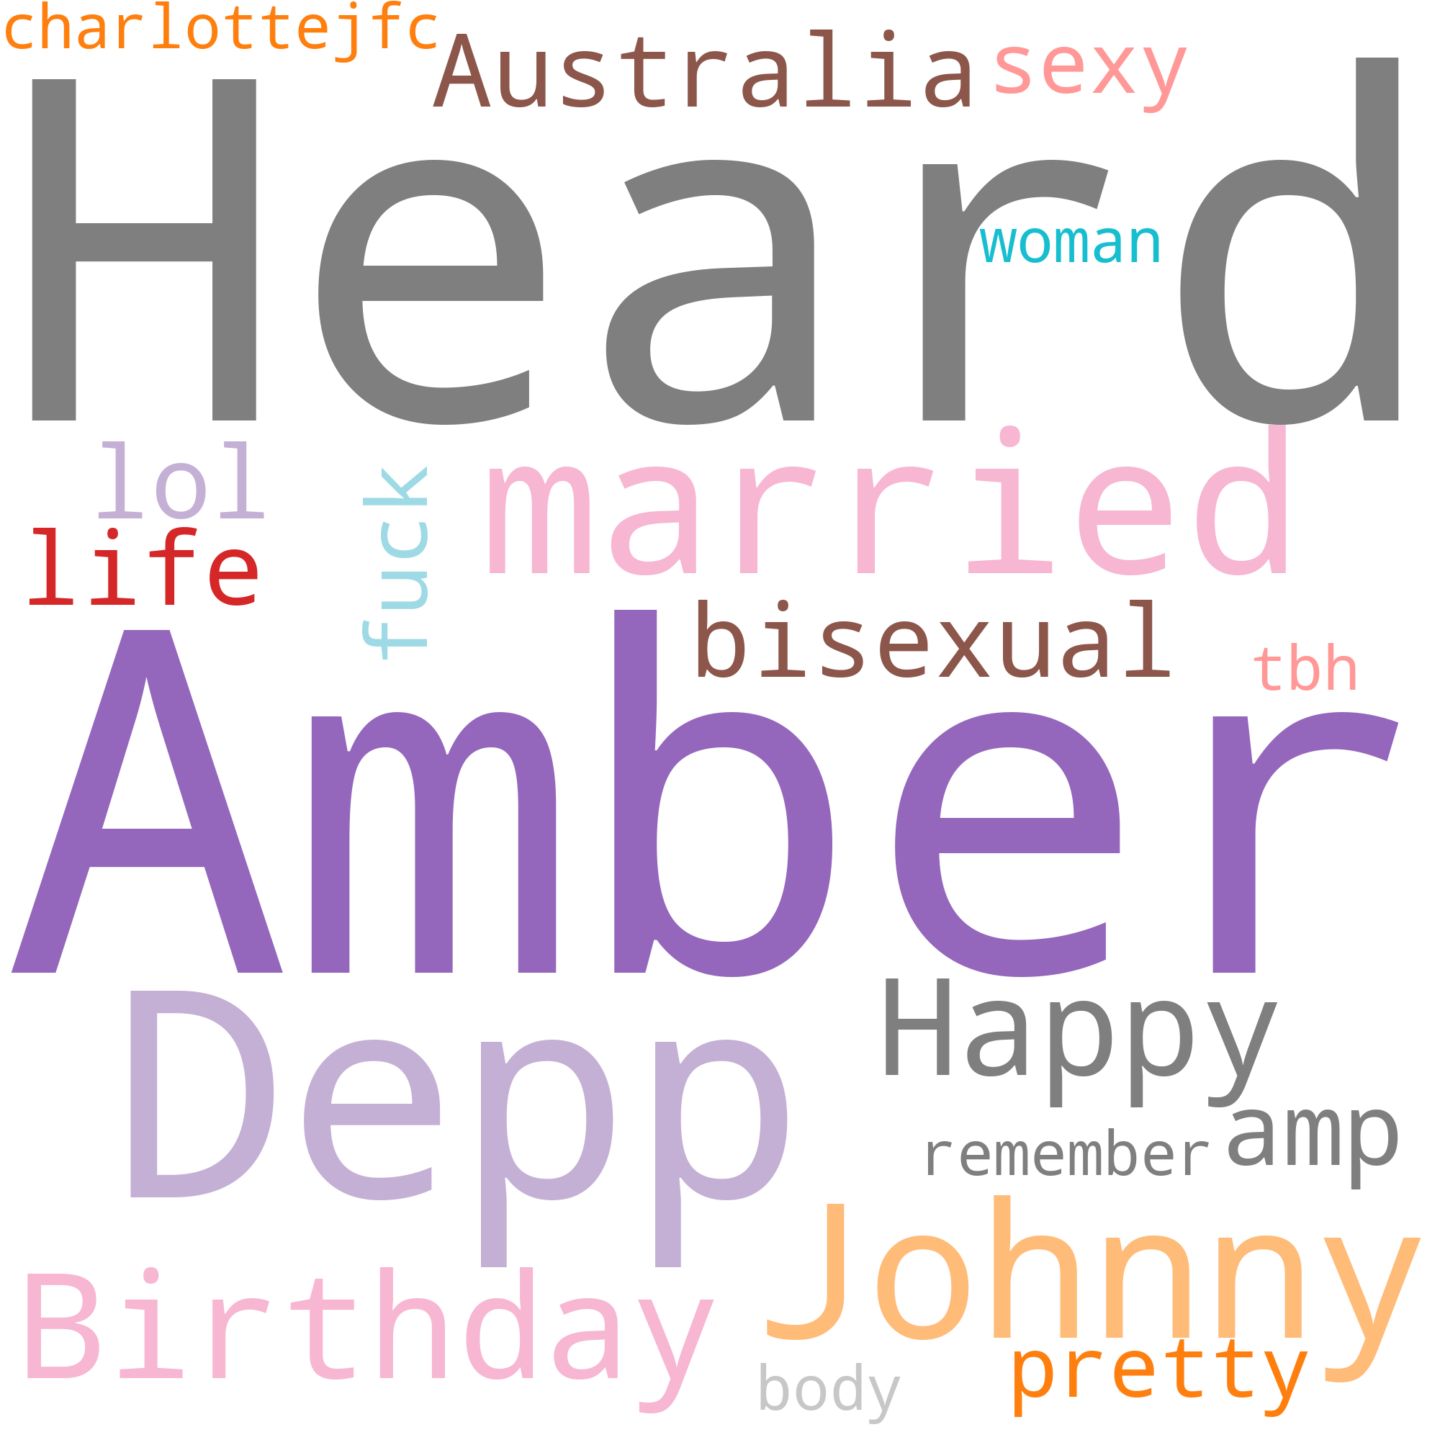 charlottejfc
Australia
sexy
Heard
woman
lol
married
life
fuck
bisexual
tbh
Amber
Depp
Happy
amp
remember
Johnny
Birthday
pretty
body